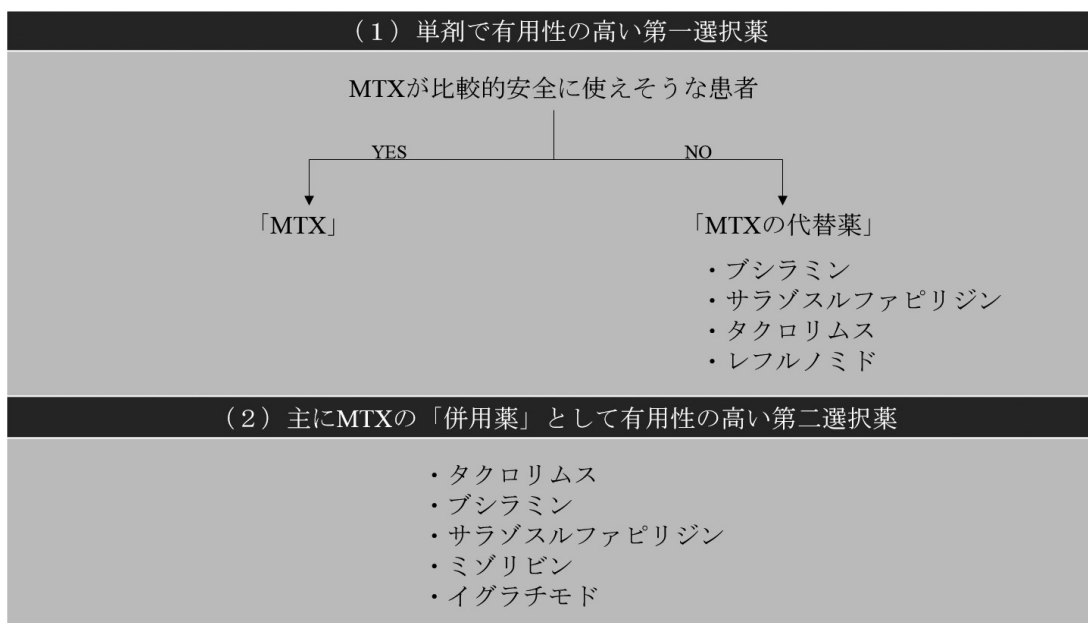 (1)単剤で有用性の高い第一選択薬
MTXが比較的安全に使えそうな患者
YES
NO
「MTX」
「MTXの代替薬」
・ブシラミン
・サラゾスルファピリジン
・タクロリムス
・レフルノミド
(2)主にMTXの「併用薬」として有用性の高い第二選択薬
・タクロリムス
・ブシラミン
・サラゾスルファピリジン
・ミゾリビン
・イグラチモド